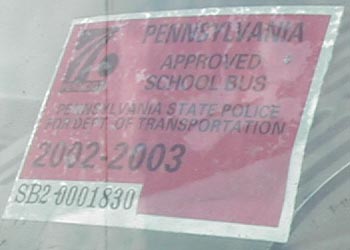 PENNSYLVANIA
APPROVED
SCHOOL BUS
PENNSYLVANIA STATE POLICE
FOR DEPT. OF TRANSPORTATION
2002-2003
SB2-0001830